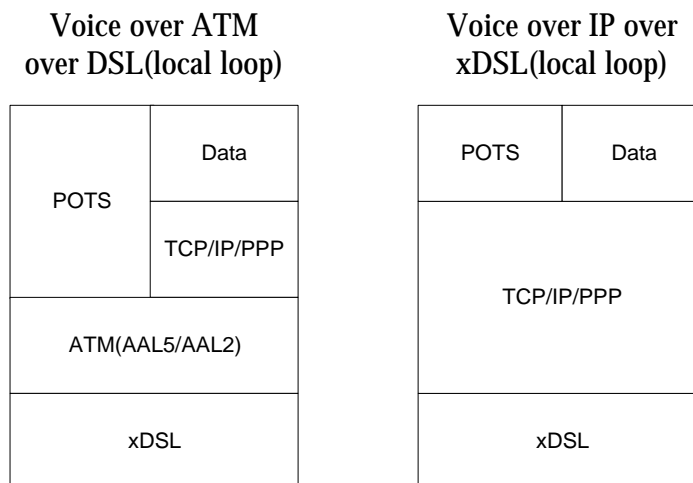 Voice over ATM
over DSL(local loop)
POTS
Data
TCP/IP/PPP
ATM(AAL5/AAL2)
xDSL
Voice over IP over
xDSL(local loop)
POTS
Data
TCP/IP/PPP
xDSL